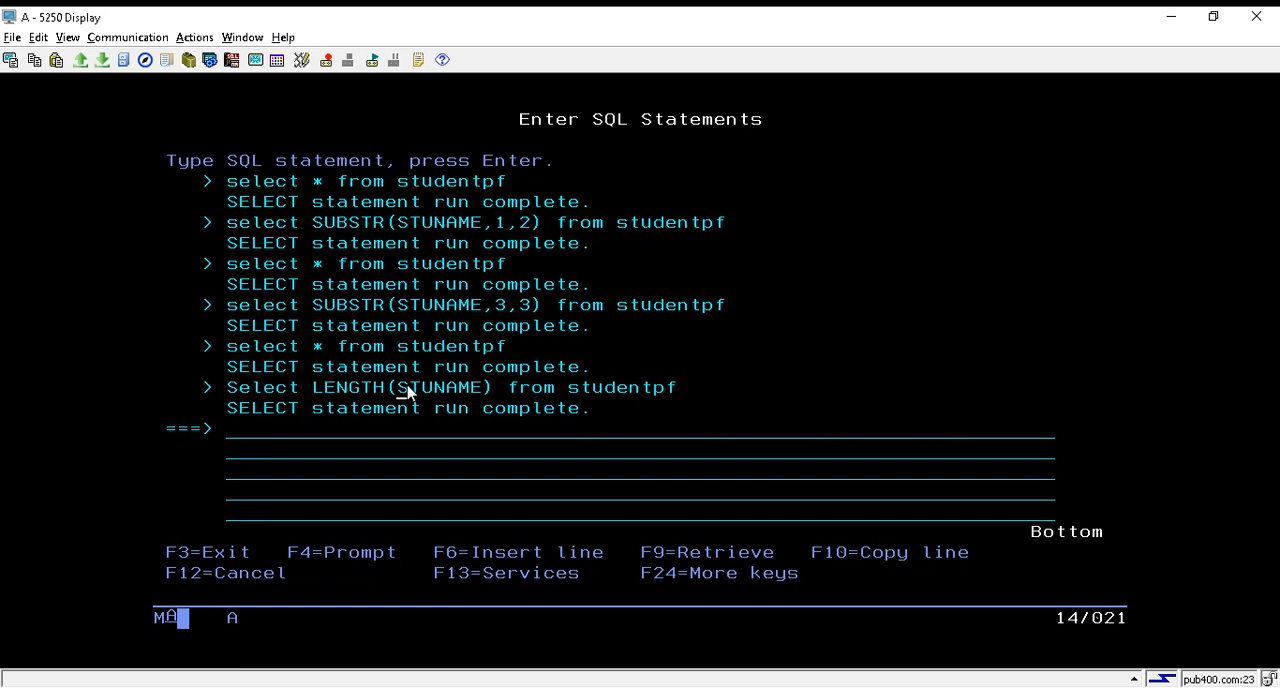 A - 5250 Display
File Edit View Communication Actions Window Help
Enter SQL Statements
Type SQL statement, press Enter.
> select * from studentpf
SELECT statement run complete.
> select SUBSTR(STUNAME,1,2) from studentpf
SELECT statement run complete.
> select * from studentpf
SELECT statement run complete.
> select SUBSTR(STUNAME,3,3) from studentpf
SELECT statement run complete.
> select * from studentpf
SELECT statement run complete.
> Select LENGTH(STUNAME) from studentpf
SELECT statement run complete.
===>
Bottom
F3=Exit F4=Prompt F6=Insert line F9=Retrieve F10=Copy line
F12=Cancel F13=Services F24=More keys
MA A 14/021
pub400.com:23